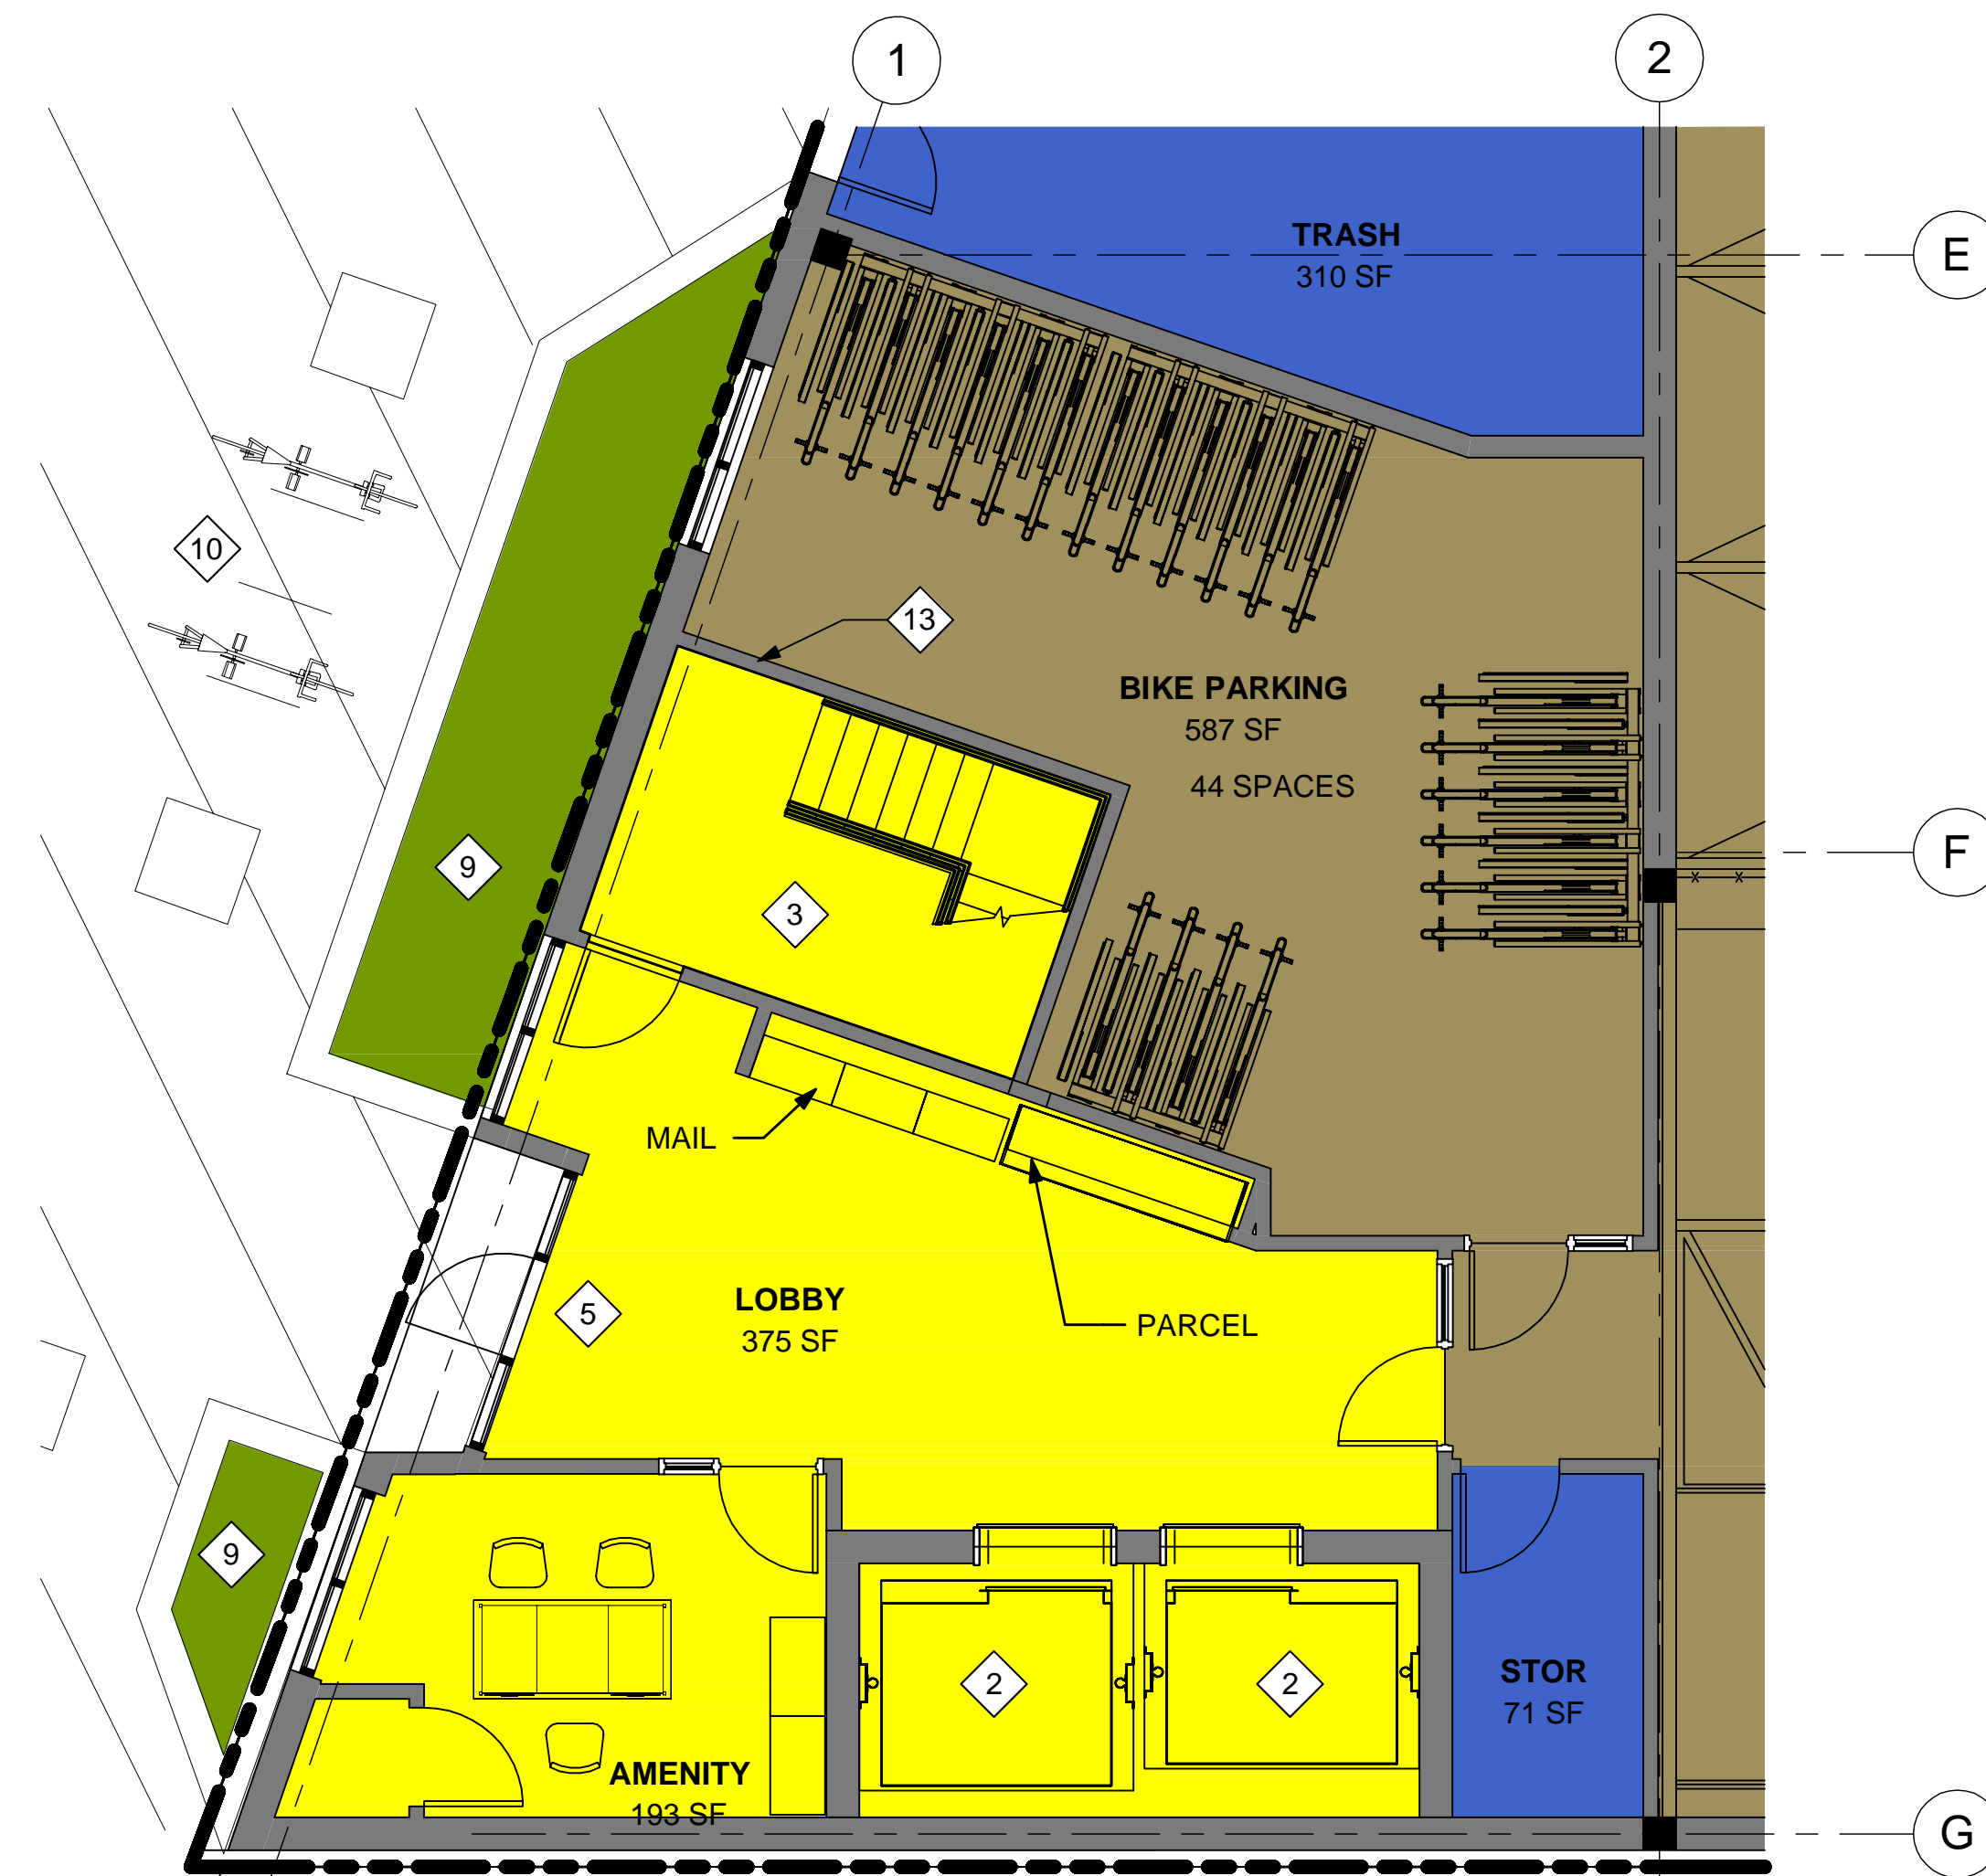 1
2
TRASH
310 SF
E
10
13
BIKE PARKING
587 SF
44 SPACES
F
9
3
MAIL
LOBBY
375 SF
5
PARCEL
9
2
2
STOR
71 SF
AMENITY
193 SF
G